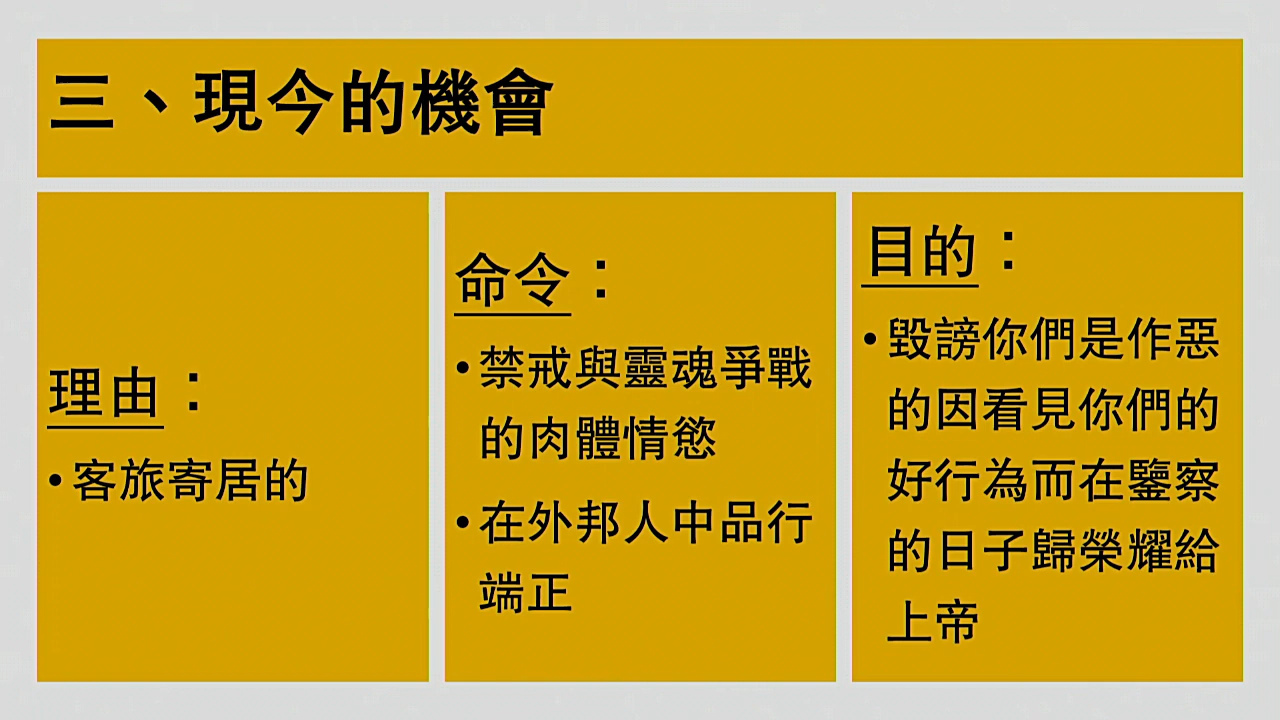 三、現今的機會
理由：
•客旅寄居的
命令：
•禁戒與靈魂爭戰
的肉體情慾
•在外邦人中品行
端正
目的：
•毀謗你們是作惡
的因看見你們的
好行為而在鑒察
的日子歸榮耀給
上帝